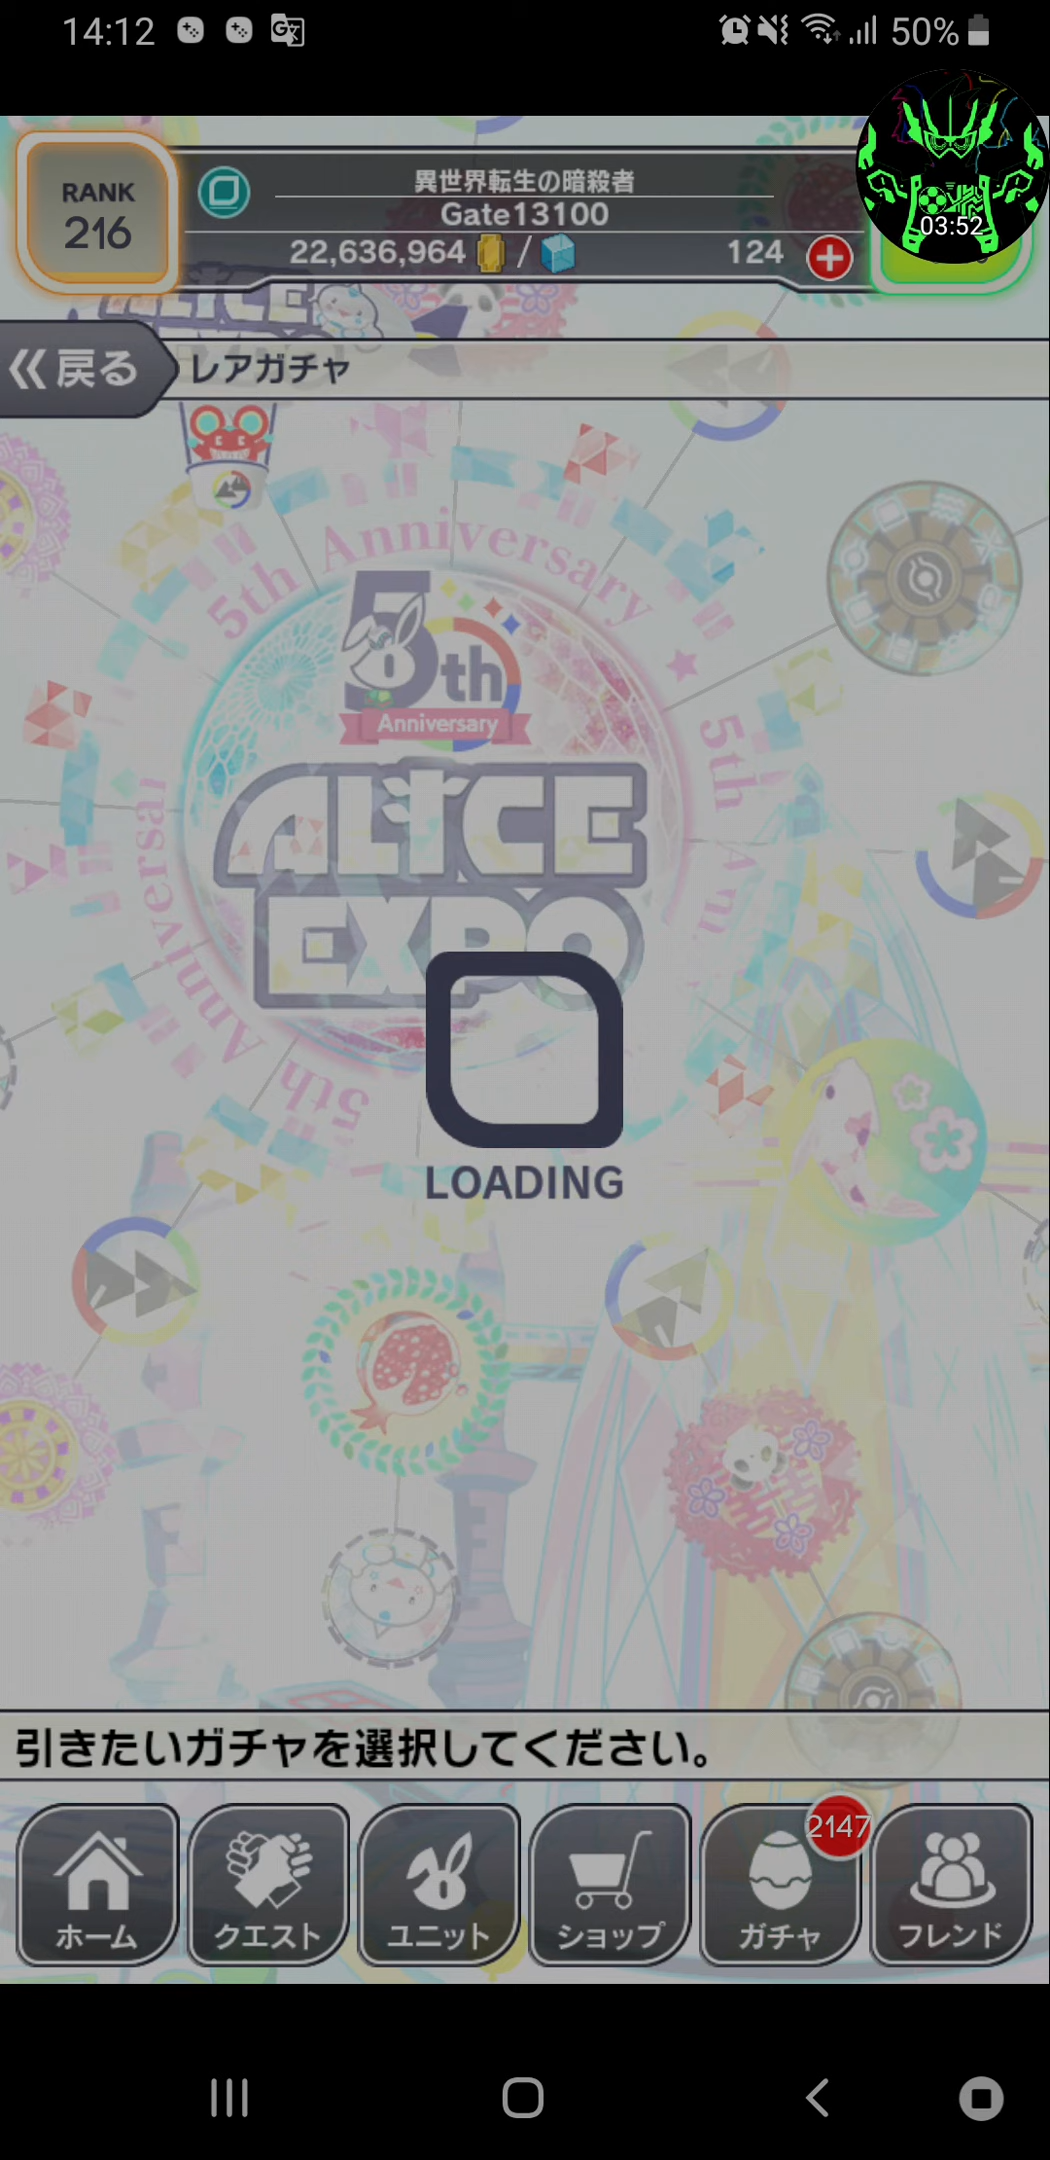 14:12
50%
RANK
216
異世界転生の暗殺者
Gate13100
22,636,964 / 124
03:52
戻る
レアガチャ
5th Anniversary
5th
Anniversary
ALICE
EXPO
LOADING
引きたいガチャを選択してください。
2147
ホーム
クエスト
ユニット
ショップ
ガチャ
フレンド